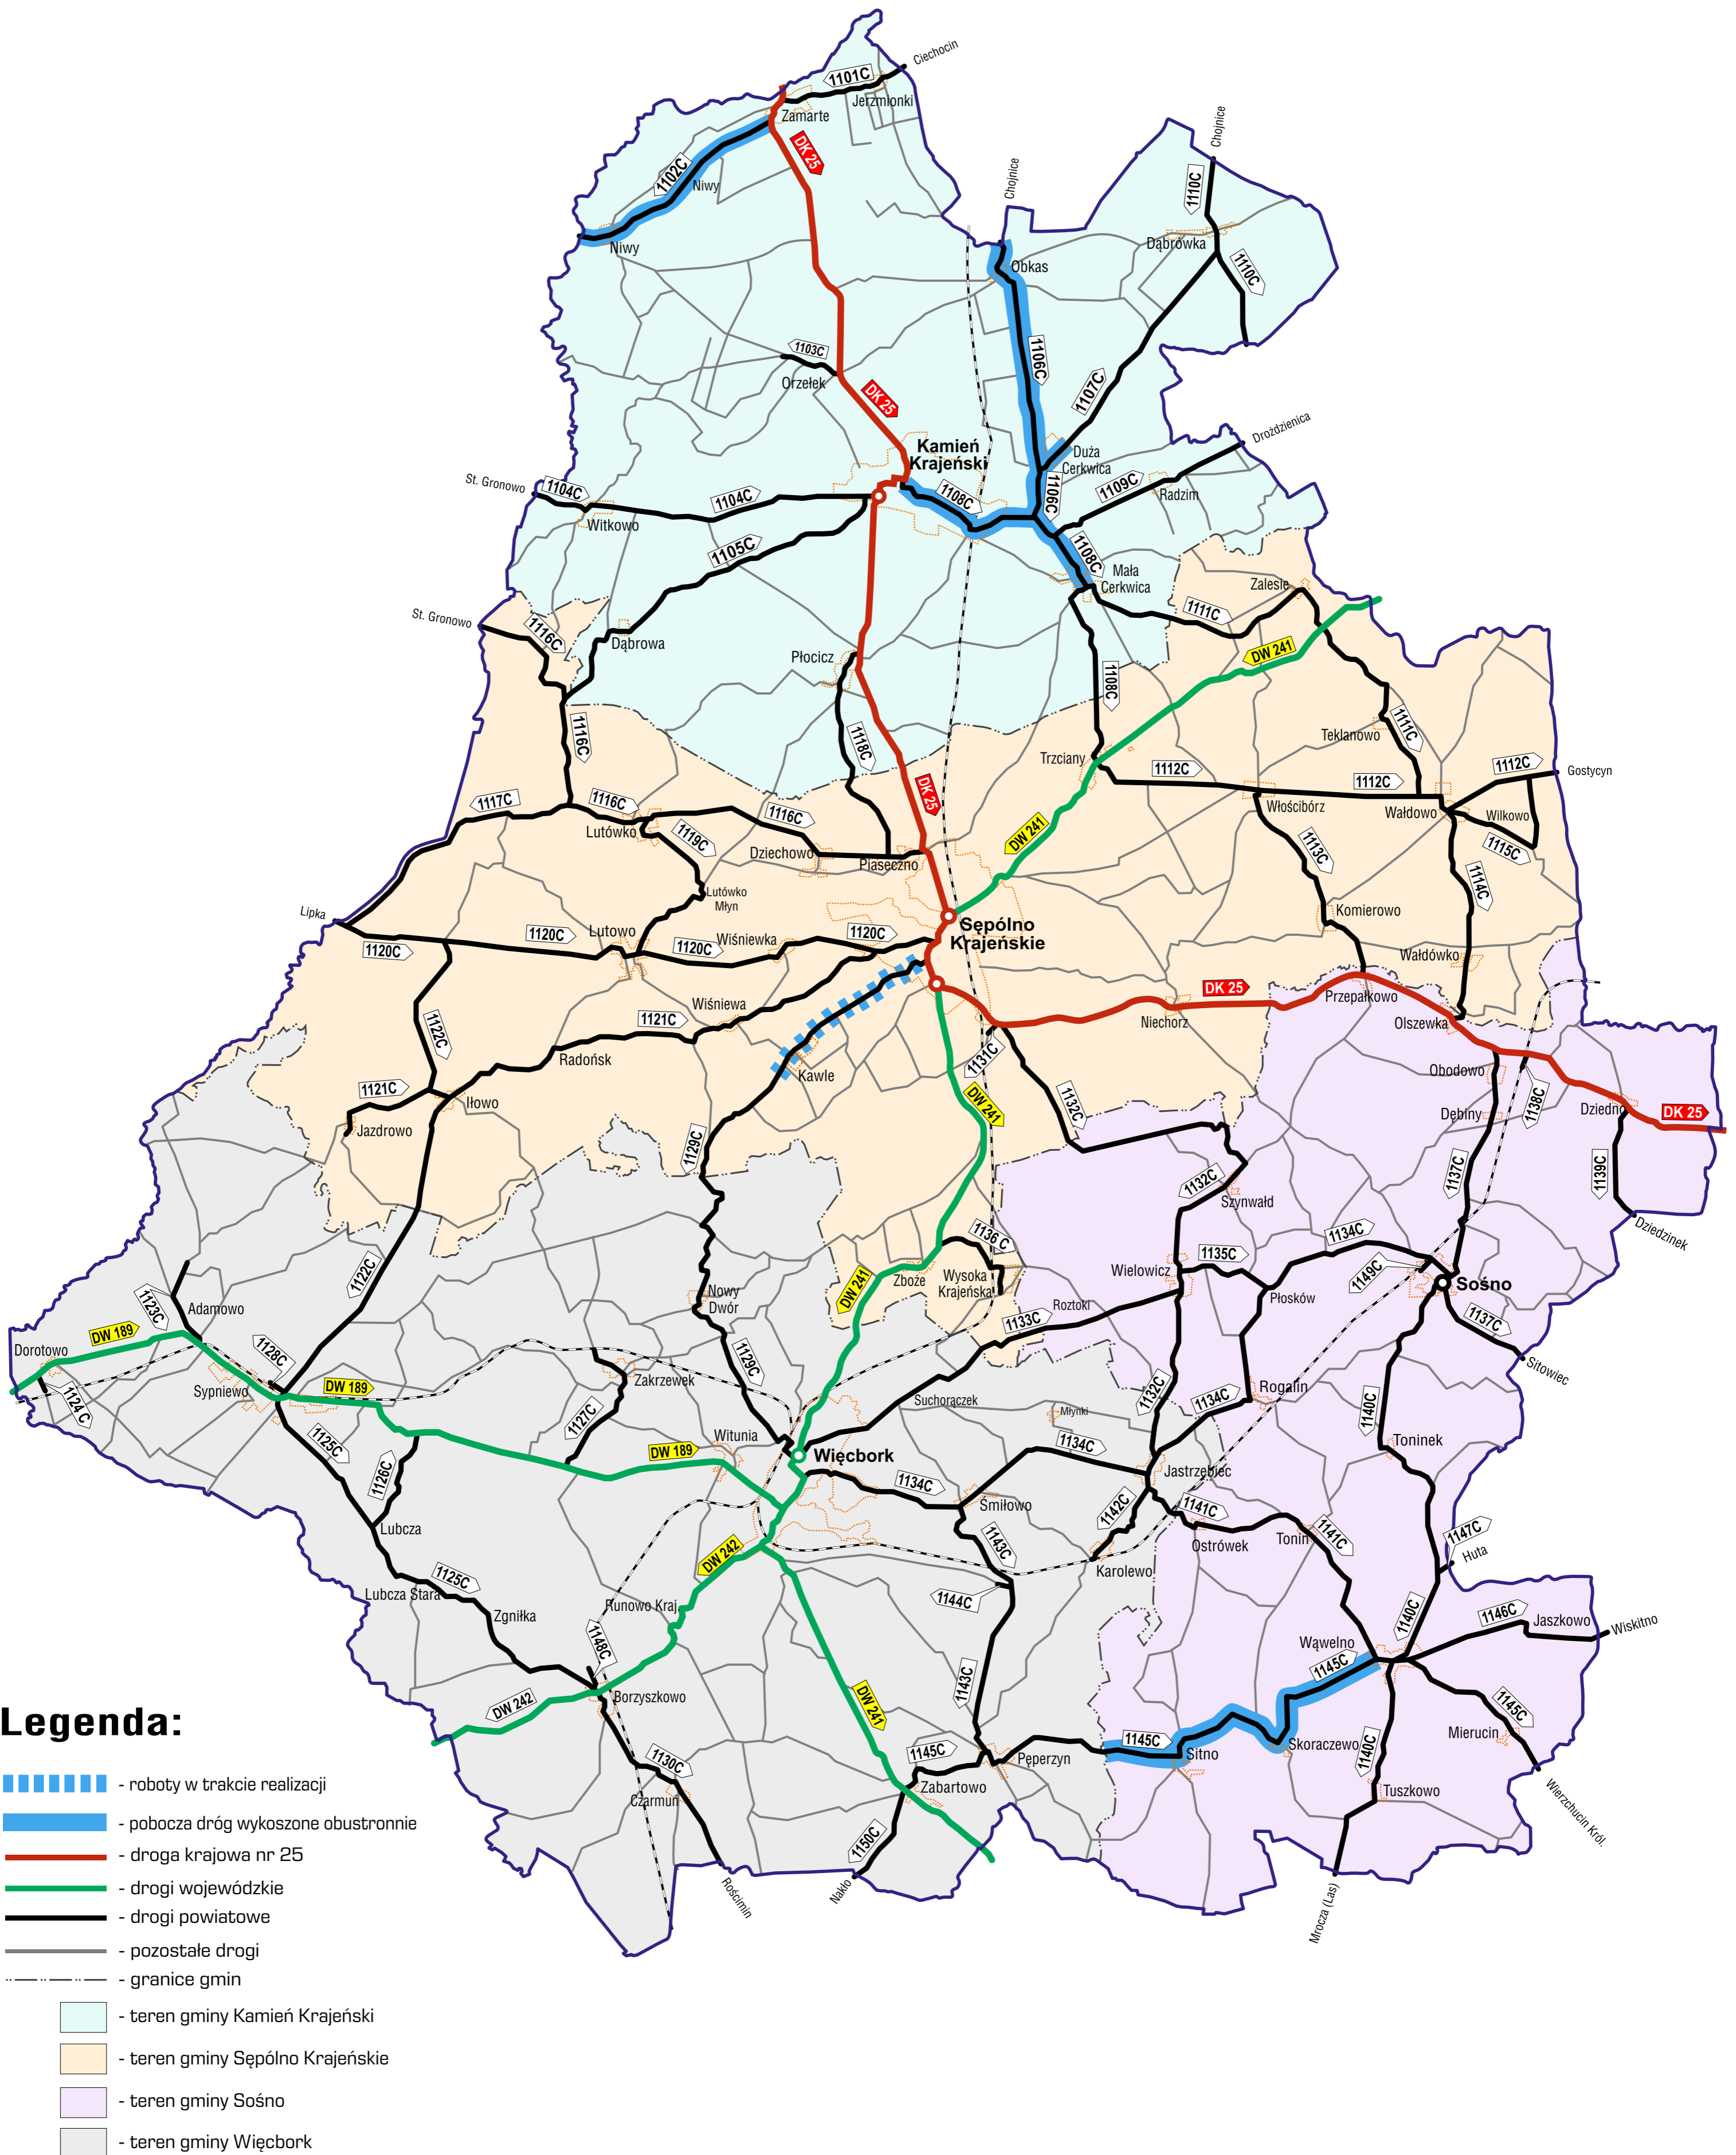 Ciechocin
1101C
Jerzmionki
Zamarte
DK 25
1102C
Niwy
Niwy
Chojnice
Chojnice
1110C
Dąbrówka
1110C
Obkas
1106C
1107C
1103C
Orzełek
DK 25
Kamień
Krajeński
Duża
Cerkwica
Drożdzienica
St. Gronowo
1104C
1104C
Witkowo
1108C
1106C
1109C
Radzim
1105C
1108C
Mała
Cerkwica
Zalesie
1111C
St. Gronowo
1116C
Dąbrowa
Płocicz
DW 241
1108C
1116C
1118C
Teklanowo
1111C
Trzciany
1112C
1112C
1112C
Gostycyn
DK 25
1117C
1116C
Lutówko
1116C
1119C
Dziechowo
Piaseczno
DW 241
Włościbórz
Wałdowo
Wilkowo
1113C
1115C
1114C
Lutówko
Młyn
Komierowo
Lipka
1120C
1120C
Lutowo
1120C
Wiśniewka
1120C
Sępólno
Krajeńskie
Wałdówko
DK 25
Przepałkowo
Wiśniewa
Niechorz
Olszewka
1122C
1121C
Radońsk
Kawle
1131C
Obodowo
1121C
Iłowo
Jazdrowo
DW 241
1132C
Dębiny
1138C
Dziedno
DK 25
1129C
1132C
Szynwałd
1137C
1139C
Dziedzinek
1136 C
1134C
1135C
Wielowicz
1149C
Sośno
1122C
Zboże
Wysoka
Krajeńska
DW 241
Płosków
Nowy
Dwór
Roztoki
1133C
1137C
1123C
Adamowo
DW 189
Dorotowo
1128C
Sitowiec
1129C
1124 C
Sypniewo
DW 189
Zakrzewek
1132C
1134C
Rogalin
Suchorączek
Młynki
1140C
1125C
1127C
Witunia
DW 189
Więcbork
1134C
Toninek
1126C
1134C
Jastrzębiec
Śmiłowo
1142C
1141C
Lubcza
1143C
Ostrówek
Tonin
1141C
1147C
Huta
DW 242
Karolewo
1125C
Lubcza Stara
1144C
Zgniłka
Runowo Kraj.
1140C
1146C
Jaszkowo
Wiskitno
1148C
Wąwelno
1145C
Borzyszkowo
DW 242
1143C
DW 241
1145C
Mierucin
1145C
Sitno
Skoraczewo
1130C
1145C
Pęperzyn
1140C
Zabartowo
Tuszkowo
Czarmuń
Wierzchucin Król.
1150C
Nakło
Rościmin
Mrocza (Las)
Legenda:
- roboty w trakcie realizacji
- pobocza dróg wykoszone obustronnie
- droga krajowa nr 25
- drogi wojewódzkie
- drogi powiatowe
- pozostałe drogi
- granice gmin
- teren gminy Kamień Krajeński
- teren gminy Sępólno Krajeńskie
- teren gminy Sośno
- teren gminy Więcbork